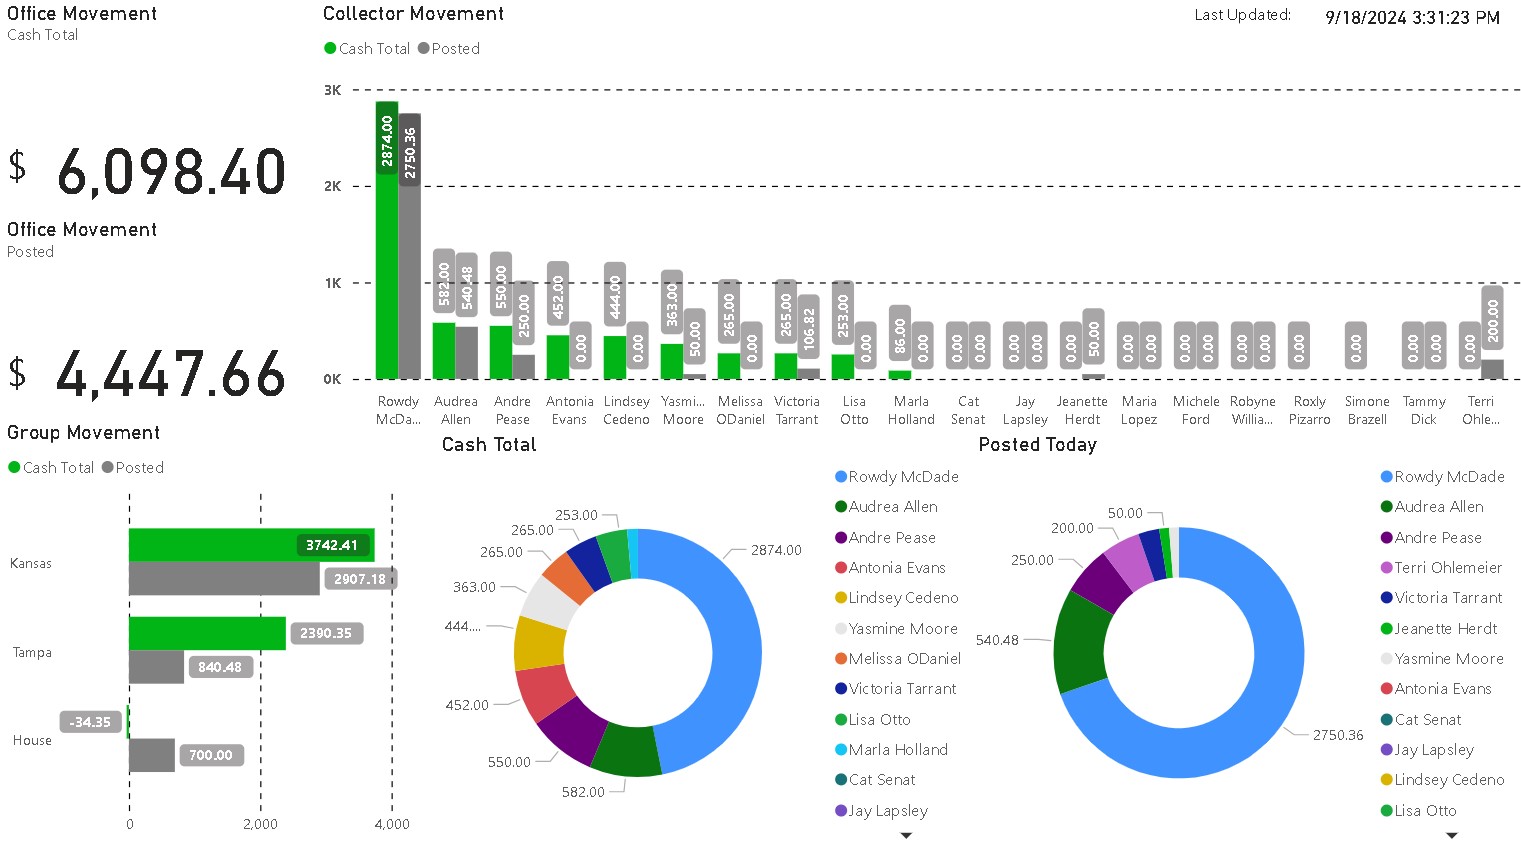 Office Movement
Cash Total
$ 6,098.40
Office Movement
Posted
$ 4,447.66
Collector Movement
Cash Total Posted
Last Updated: 9/18/2024 3:31:23 PM
3K
2K
1K
0K
2874.00 2750.36
582.00 540.48
550.00 250.00
452.00 0.00
444.00 0.00
363.00 50.00
265.00 0.00
265.00 106.82
253.00 0.00
86.00 0.00
0.00 0.00
0.00 0.00
0.00 50.00
0.00 0.00
0.00 0.00
0.00 0.00
0.00
0.00
0.00 0.00
0.00 200.00
Rowdy McDa...
Audrea Allen
Andre Pease
Antonia Evans
Lindsey Cedeno
Yasmi... Moore
Melissa ODaniel
Victoria Tarrant
Lisa Otto
Marla Holland
Cat Senat
Jay Lapsley
Jeanette Herdt
Maria Lopez
Michele Ford
Robyne Willia...
Roxly Pizarro
Simone Brazell
Tammy Dick
Terri Ohle...
Group Movement
Cash Total Posted
Kansas
3742.41
2907.18
Tampa
2390.35
840.48
House
-34.35
700.00
0 2,000 4,000
Cash Total
253.00
265.00
265.00
363.00
444....
452.00
550.00
582.00
2874.00
Rowdy McDade
Audrea Allen
Andre Pease
Antonia Evans
Lindsey Cedeno
Yasmine Moore
Melissa ODaniel
Victoria Tarrant
Lisa Otto
Marla Holland
Cat Senat
Jay Lapsley
Posted Today
50.00
200.00
250.00
540.48
2750.36
Rowdy McDade
Audrea Allen
Andre Pease
Terri Ohlemeier
Victoria Tarrant
Jeanette Herdt
Yasmine Moore
Antonia Evans
Cat Senat
Jay Lapsley
Lindsey Cedeno
Lisa Otto